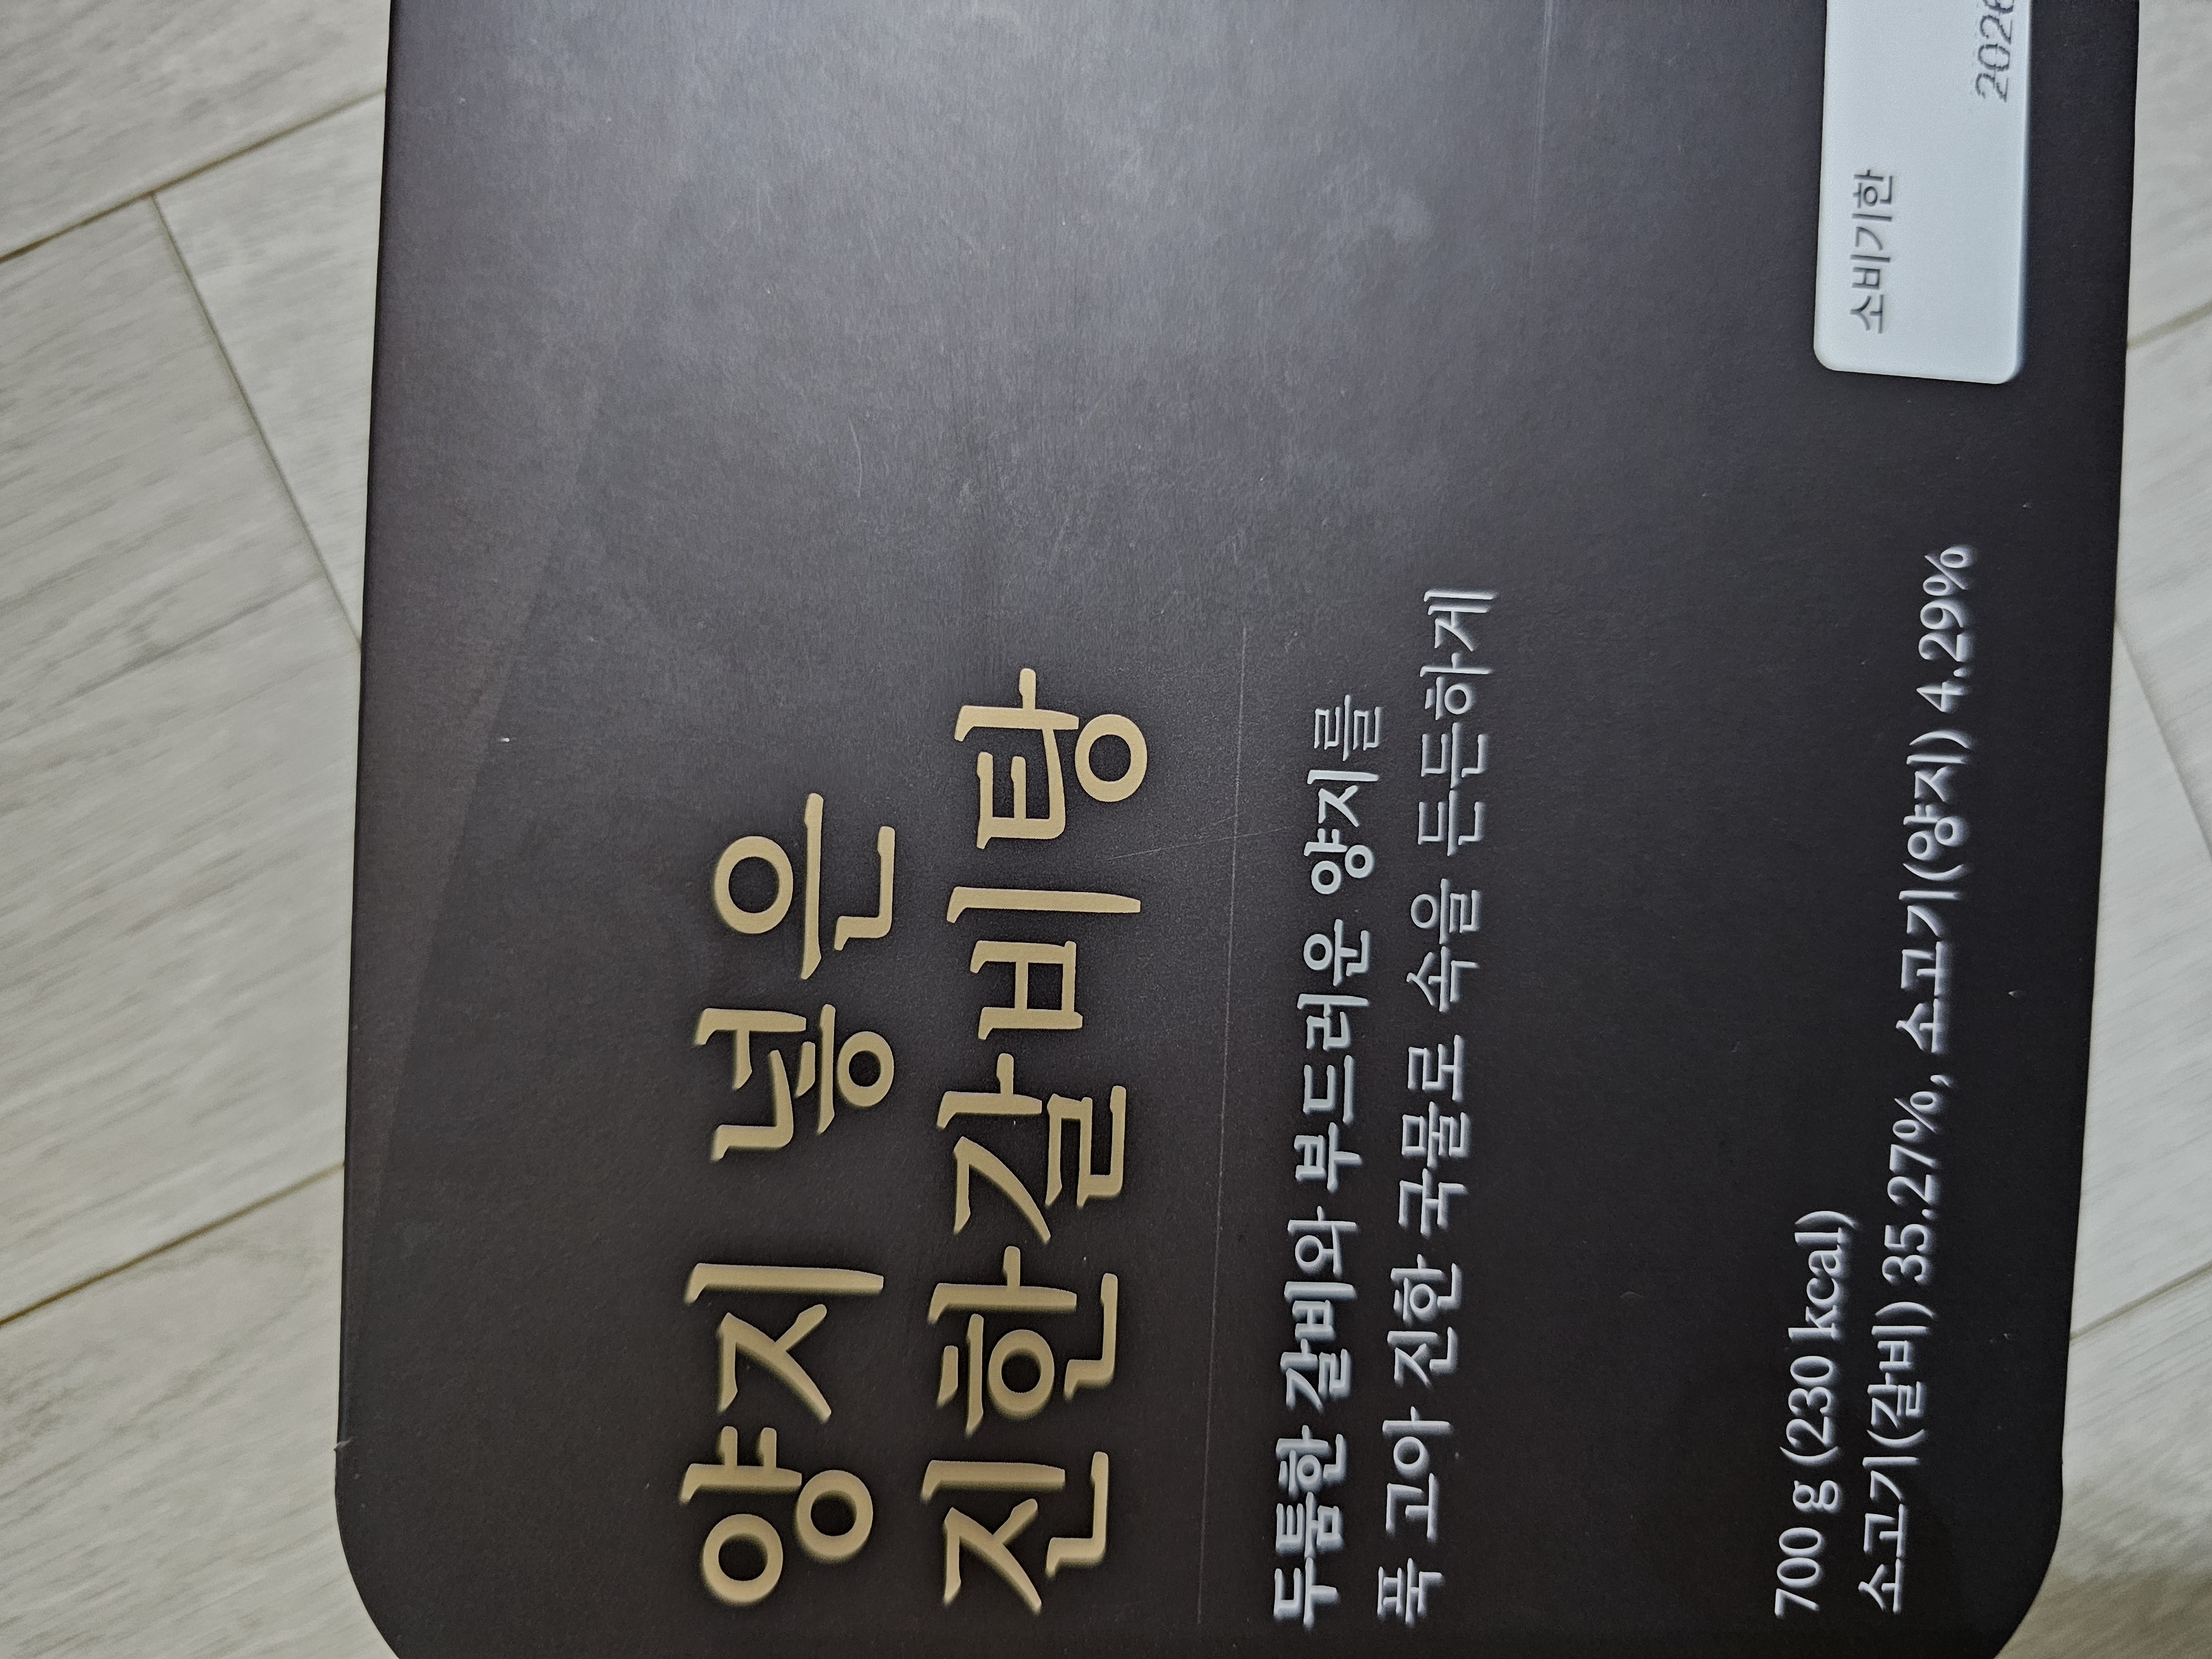 양지 넣은
진한갈비탕
두툼한 갈비와 부드러운 양지를
푹 고아 진한 국물로 속을 든든하게
700 g (230 kcal)
소고기(갈비) 35.27%, 소고기(양지) 4.29%
소비기한
2026